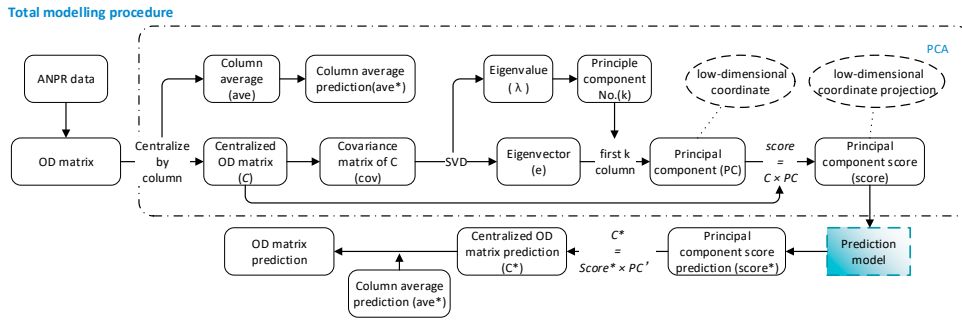 Total modelling procedure
PCA
ANPR data
Column
average
(ave)
Column average
prediction(ave*)
Eigenvalue
( λ )
Principle
component
No.(k)
low-dimensional
coordinate
low-dimensional
coordinate projection
OD matrix
Centralize
by
column
Centralized
OD matrix
(C)
Covariance
matrix of C
(cov)
SVD
Eigenvector
(e)
first k
column
Principal
component (PC)
score
=
C × PC
Principal
component score
(score)
OD matrix
prediction
Centralized OD
matrix prediction
(C*)
C*
=
Score* × PC’
Principal
component score
prediction (score*)
Prediction
model
Column average
prediction (ave*)